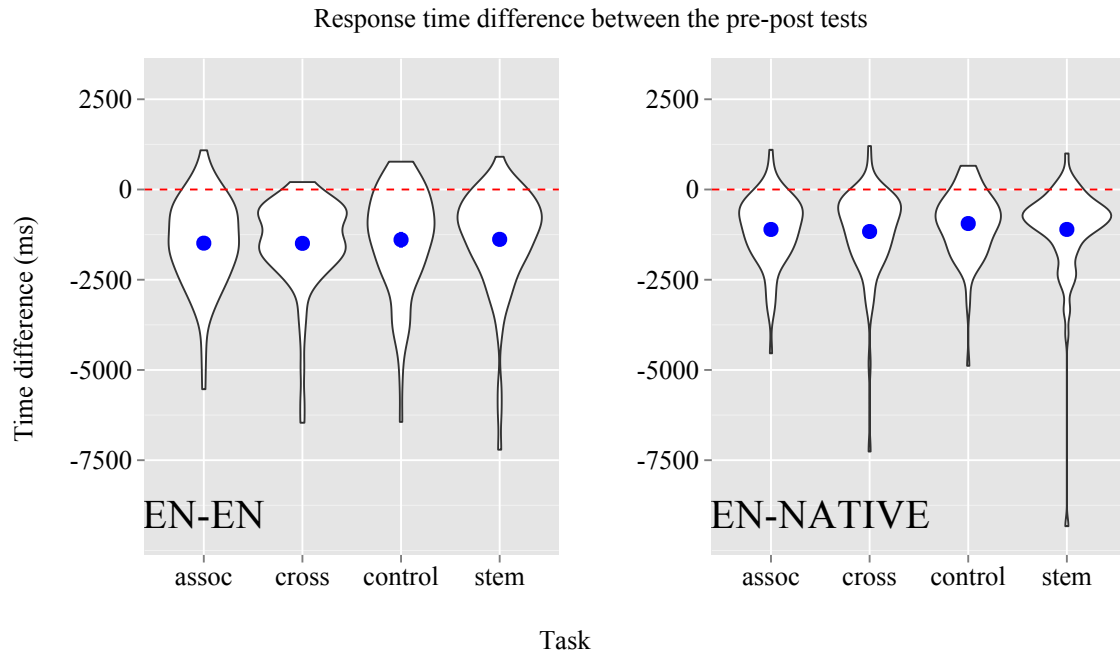 Response time difference between the pre-post tests
Time difference (ms)
2500
0
-2500
-5000
-7500
EN-EN
assoc cross control stem
2500
0
-2500
-5000
-7500
EN-NATIVE
assoc cross control stem
Task